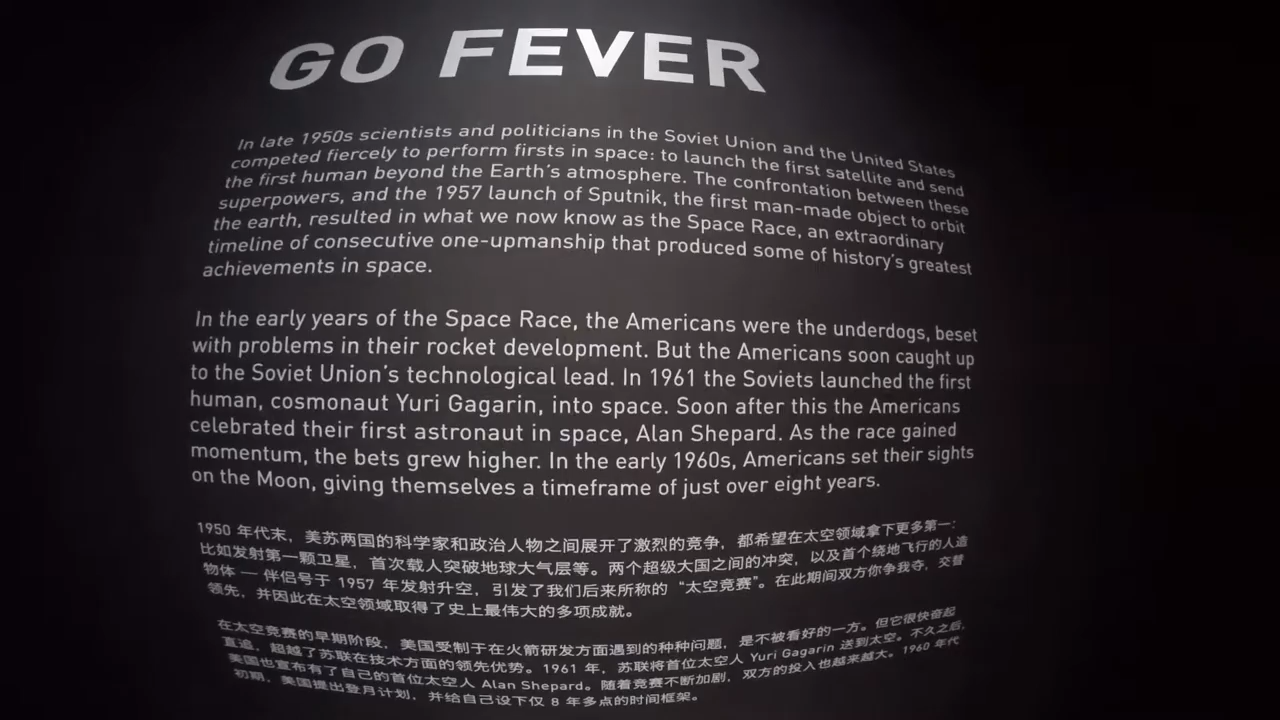 GO FEVER
In late 1950s scientists and politicians in the Soviet Union and the United States
competed fiercely to perform firsts in space: to launch the first satellite and send
the first human beyond the Earth's atmosphere. The confrontation between these
superpowers, and the 1957 launch of Sputnik, the first man-made object to orbit
the earth, resulted in what we now know as the Space Race, an extraordinary
timeline of consecutive one-upmanship that produced some of history's greatest
achievements in space.
In the early years of the Space Race, the Americans were the underdogs, beset
with problems in their rocket development. But the Americans soon caught up
to the Soviet Union's technological lead. In 1961 the Soviets launched the first
human, cosmonaut Yuri Gagarin, into space. Soon after this the Americans
celebrated their first astronaut in space, Alan Shepard. As the race gained
momentum, the bets grew higher. In the early 1960s, Americans set their sights
on the Moon, giving themselves a timeframe of just over eight years.
1950 年代末，美苏两国的科学家和政治人物之间展开了激烈的竞争，都希望在太空领域拿下更多第一：
比如发射第一颗卫星，首次载人突破地球大气层等。两个超级大国之间的冲突，以及首个绕地飞行的人造
物体 — 伴侣号于 1957 年发射升空，引发了我们后来所称的 “太空竞赛”。在此期间双方你争我夺，交替
领先，并因此在太空领域取得了史上最伟大的多项成就。
在太空竞赛的早期阶段，美国受制于在火箭研发方面遇到的种种问题，是不被看好的一方。但它很快奋起
直追，超越了苏联在技术方面的领先优势。1961 年，苏联将首位太空人 Yuri Gagarin 送到太空。不久之后，
美国也宣布有了自己的首位太空人 Alan Shepard。随着竞赛不断加剧，双方的投入也越来越大。1960 年代
初期，美国提出登月计划，并给自己设下仅 8 年多点的时间框架。